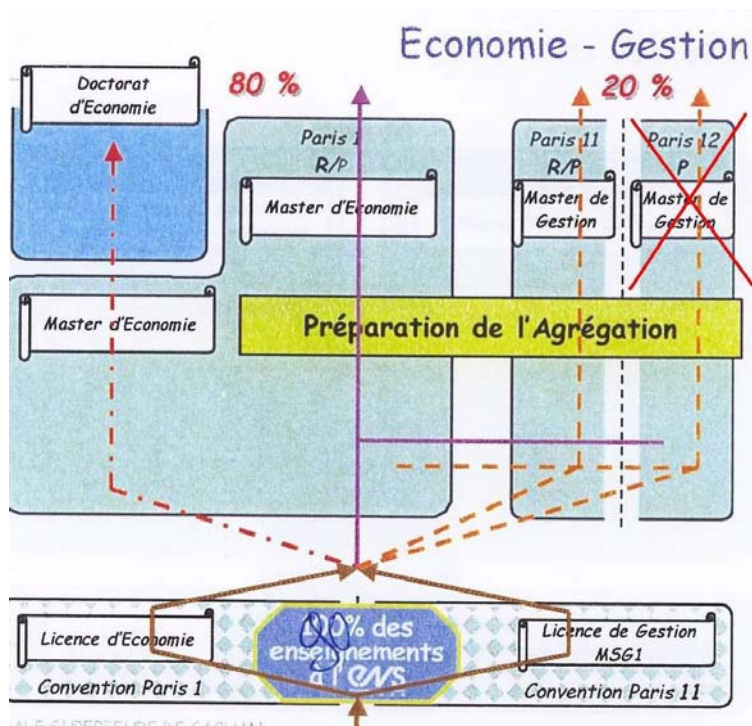 Economie - Gestion
Doctorat
d'Economie
80 %
20 %
Paris 1
R/P
Master d'Economie
Paris 11
R/P
Master de
Gestion
Paris 12
P
Master de
Gestion
Master d'Economie
Préparation de l'Agrégation
Licence d'Economie
Convention Paris 1
90
% des
enseignements
à l'ENS
Licence de Gestion
MSG1
Convention Paris 11